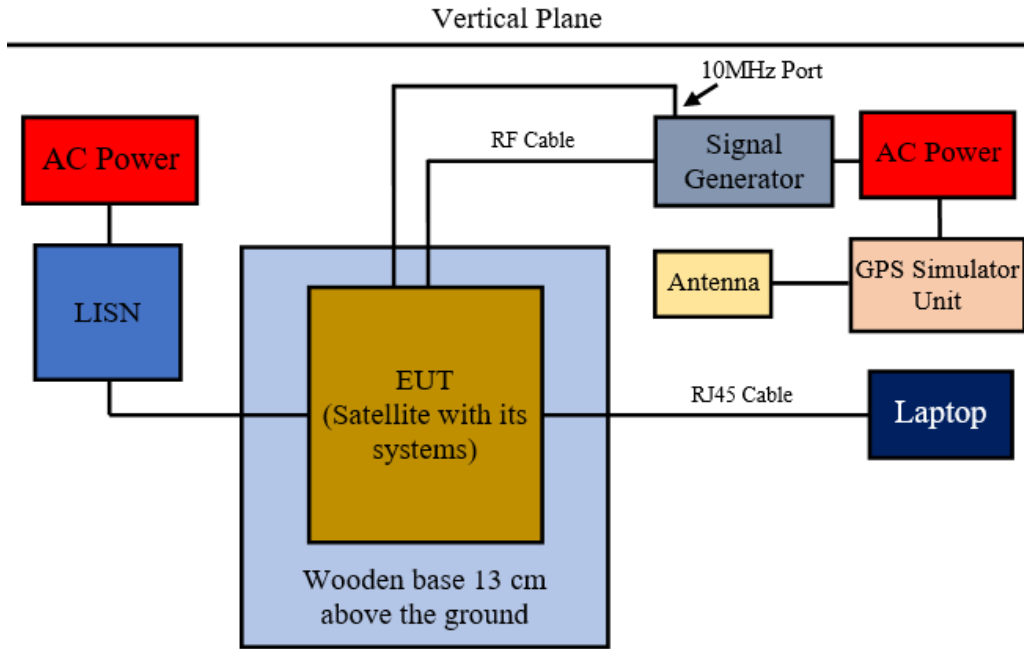 Vertical Plane
10MHz Port
AC Power
RF Cable
Signal
Generator
AC Power
LISN
Antenna
GPS Simulator
Unit
EUT
(Satellite with its
systems)
RJ45 Cable
Laptop
Wooden base 13 cm
above the ground